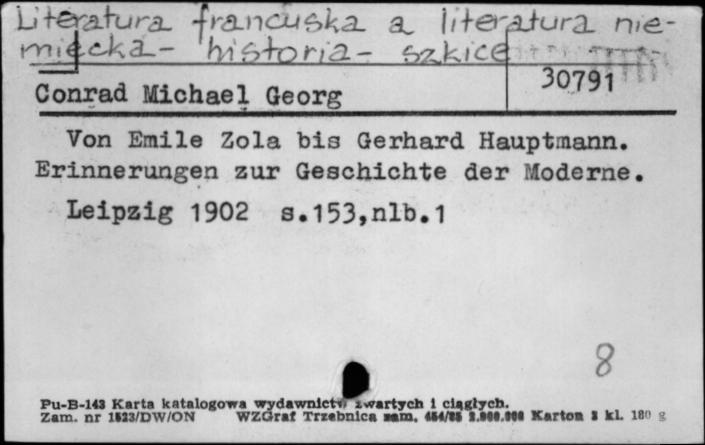 Literatura francuska a literatura nie-
miecka - historia - szkice
30791
Conrad Michael Georg
Von Emile Zola bis Gerhard Hauptmann.
Erinnerungen zur Geschichte der Moderne.
Leipzig 1902 s.153,nlb.1
8
Pu-B-143 Karta katalogowa wydawnictw zwartych i ciągłych.
Zam. nr 1523/DW/ON WZGraf Trzebnica zam. 454/85 2.000.000 Karton 3 kl. 180 g